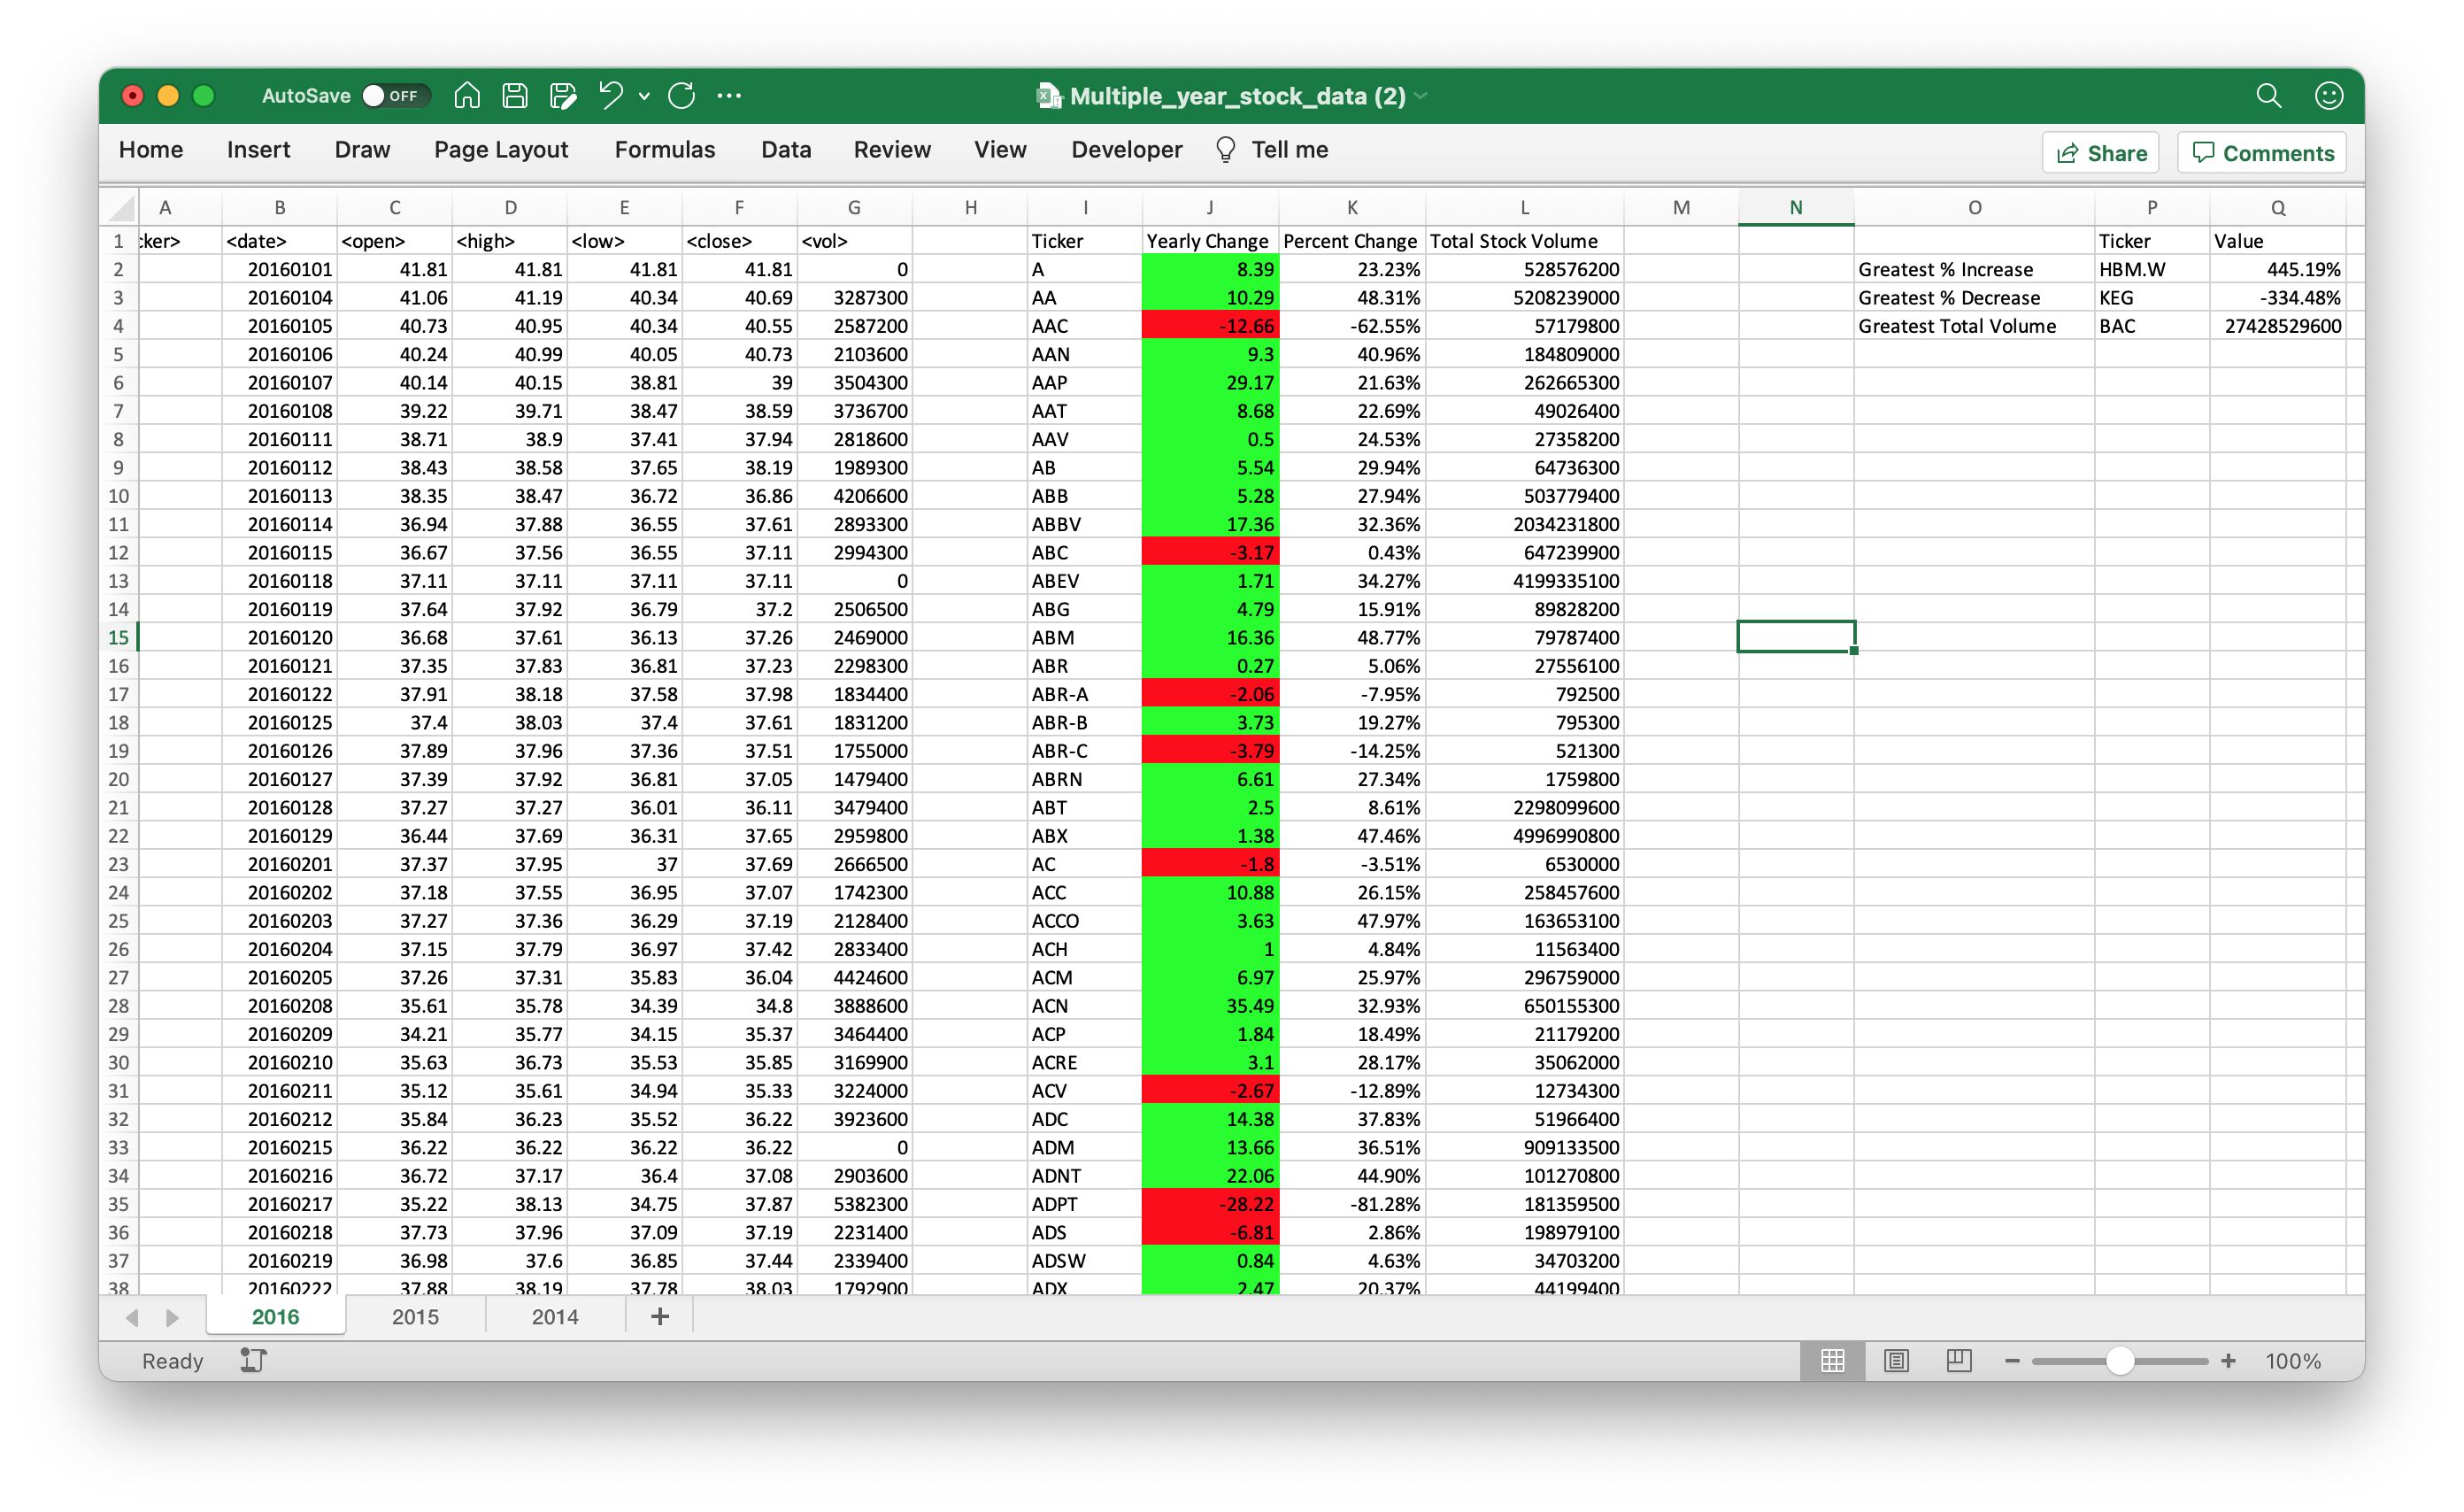 AutoSave OFF Multiple_year_stock_data (2)
Home Insert Draw Page Layout Formulas Data Review View Developer Tell me Share Comments
A B C D E F G H I J K L M N O P Q
1 ker> <date> <open> <high> <low> <close> <vol> Ticker Yearly Change Percent Change Total Stock Volume Ticker Value
2 20160101 41.81 41.81 41.81 41.81 0 A 8.39 23.23% 528576200 Greatest % Increase HBM.W 445.19%
3 20160104 41.06 41.19 40.34 40.69 3287300 AA 10.29 48.31% 5208239000 Greatest % Decrease KEG -334.48%
4 20160105 40.73 40.95 40.34 40.55 2587200 AAC -12.66 -62.55% 57179800 Greatest Total Volume BAC 27428529600
5 20160106 40.24 40.99 40.05 40.73 2103600 AAN 9.3 40.96% 184809000
6 20160107 40.14 40.15 38.81 39 3504300 AAP 29.17 21.63% 262665300
7 20160108 39.22 39.71 38.47 38.59 3736700 AAT 8.68 22.69% 49026400
8 20160111 38.71 38.9 37.41 37.94 2818600 AAV 0.5 24.53% 27358200
9 20160112 38.43 38.58 37.65 38.19 1989300 AB 5.54 29.94% 64736300
10 20160113 38.35 38.47 36.72 36.86 4206600 ABB 5.28 27.94% 503779400
11 20160114 36.94 37.88 36.55 37.61 2893300 ABBV 17.36 32.36% 2034231800
12 20160115 36.67 37.56 36.55 37.11 2994300 ABC -3.17 0.43% 647239900
13 20160118 37.11 37.11 37.11 37.11 0 ABEV 1.71 34.27% 4199335100
14 20160119 37.64 37.92 36.79 37.2 2506500 ABG 4.79 15.91% 89828200
15 20160120 36.68 37.61 36.13 37.26 2469000 ABM 16.36 48.77% 79787400
16 20160121 37.35 37.83 36.81 37.23 2298300 ABR 0.27 5.06% 27556100
17 20160122 37.91 38.18 37.58 37.98 1834400 ABR-A -2.06 -7.95% 792500
18 20160125 37.4 38.03 37.4 37.61 1831200 ABR-B 3.73 19.27% 795300
19 20160126 37.89 37.96 37.36 37.51 1755000 ABR-C -3.79 -14.25% 521300
20 20160127 37.39 37.92 36.81 37.05 1479400 ABRN 6.61 27.34% 1759800
21 20160128 37.27 37.27 36.01 36.11 3479400 ABT 2.5 8.61% 2298099600
22 20160129 36.44 37.69 36.31 37.65 2959800 ABX 1.38 47.46% 4996990800
23 20160201 37.37 37.95 37 37.69 2666500 AC -1.8 -3.51% 6530000
24 20160202 37.18 37.55 36.95 37.07 1742300 ACC 10.88 26.15% 258457600
25 20160203 37.27 37.36 36.29 37.19 2128400 ACCO 3.63 47.97% 163653100
26 20160204 37.15 37.79 36.97 37.42 2833400 ACH 1 4.84% 11563400
27 20160205 37.26 37.31 35.83 36.04 4424600 ACM 6.97 25.97% 296759000
28 20160208 35.61 35.78 34.39 34.8 3888600 ACN 35.49 32.93% 650155300
29 20160209 34.21 35.77 34.15 35.37 3464400 ACP 1.84 18.49% 21179200
30 20160210 35.63 36.73 35.53 35.85 3169900 ACRE 3.1 28.17% 35062000
31 20160211 35.12 35.61 34.94 35.33 3224000 ACV -2.67 -12.89% 12734300
32 20160212 35.84 36.23 35.52 36.22 3923600 ADC 14.38 37.83% 51966400
33 20160215 36.22 36.22 36.22 36.22 0 ADM 13.66 36.51% 909133500
34 20160216 36.72 37.17 36.4 37.08 2903600 ADNT 22.06 44.90% 101270800
35 20160217 35.22 38.13 34.75 37.87 5382300 ADPT -28.22 -81.28% 181359500
36 20160218 37.73 37.96 37.09 37.19 2231400 ADS -6.81 2.86% 198979100
37 20160219 36.98 37.6 36.85 37.44 2339400 ADSW 0.84 4.63% 34703200
38 20160222 37.88 38.19 37.78 38.03 1792900 ADX 2.47 20.37% 44199400
2016 2015 2014
Ready 100%